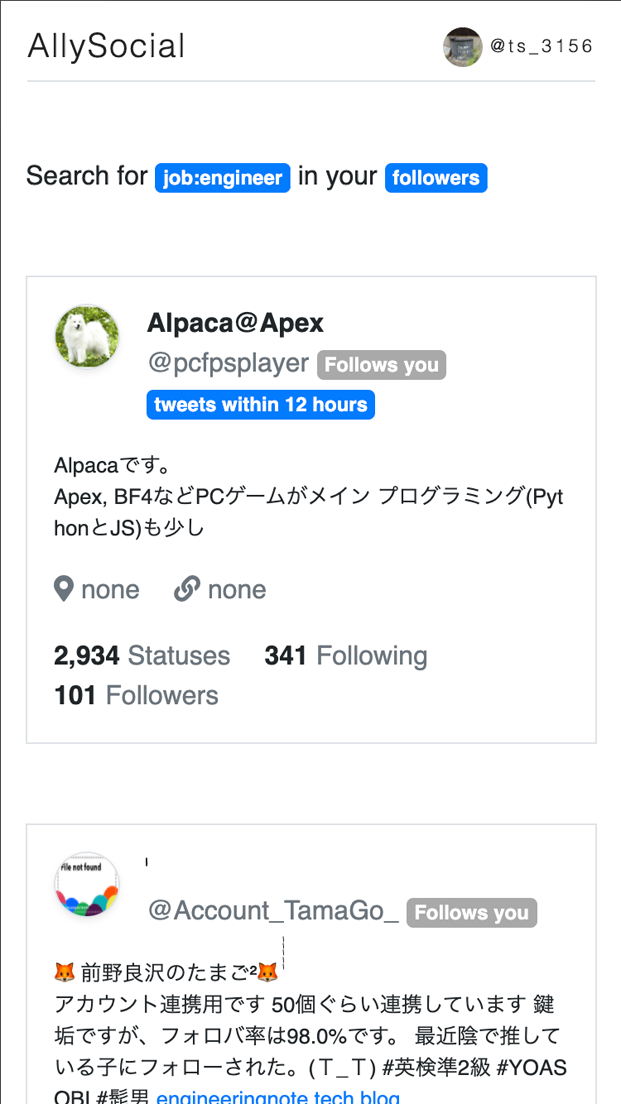 AllySocial @ts_3156
Search for job:engineer in your followers
Alpaca@Apex
@pcfpsplayer Follows you
tweets within 12 hours
Alpacaです。
Apex, BF4などPCゲームがメイン プログラミング(Pyt
honとJS)も少し
none none
2,934 Statuses 341 Following
101 Followers
File not found
@Account_TamaGo_ Follows you
🦊 前野良沢のたまご²🦊
アカウント連携用です 50個ぐらい連携しています 鍵
垢ですが、フォロバ率は98.0%です。 最近陰で推して
いる子にフォローされた。(Ｔ_Ｔ) #英検準2級 #YOAS
OBI #髭男 engineeringnote tech blog